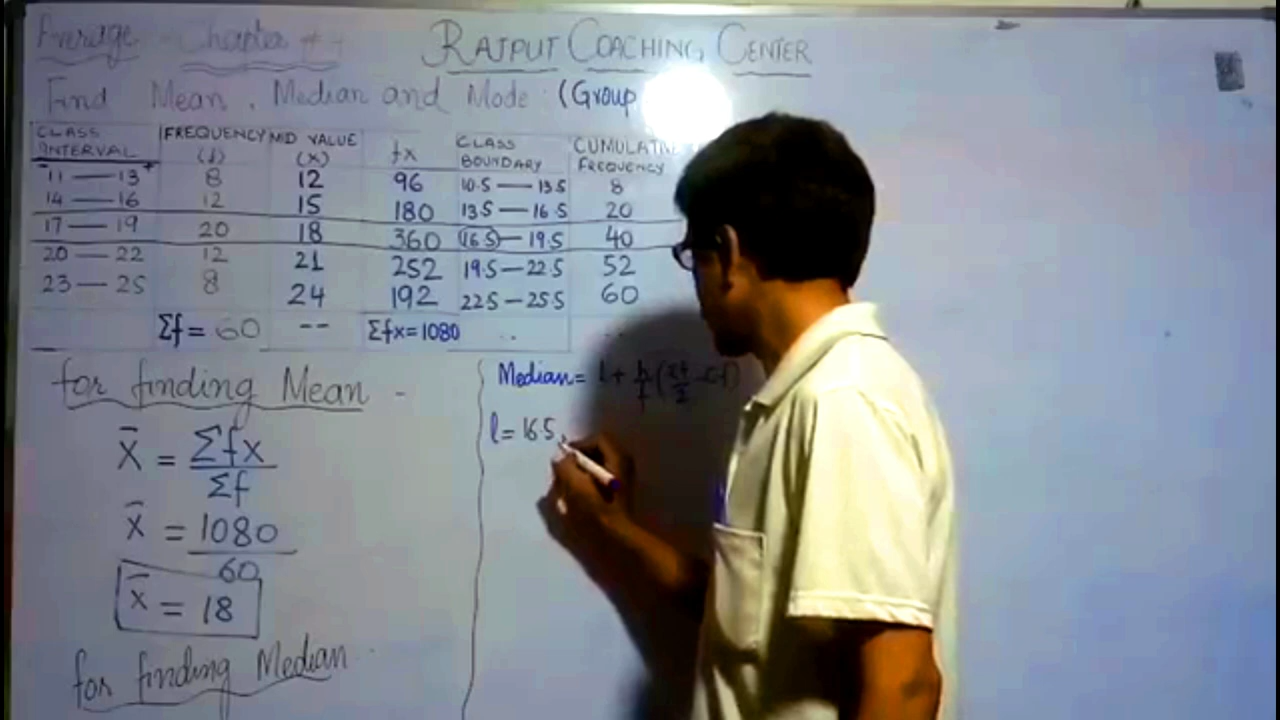 Average Chapter # 4 RAJPUT COACHING CENTER
Find Mean, Median and Mode: (Group
CLASS INTERVAL FREQUENCY (f) MID VALUE (x) fx CLASS BOUNDARY CUMULATIVE FREQUENCY
11 — 13 8 12 96 10.5 — 13.5 8
14 — 16 12 15 180 13.5 — 16.5 20
17 — 19 20 18 360 16.5 — 19.5 40
20 — 22 12 21 252 19.5 — 22.5 52
23 — 25 8 24 192 22.5 — 25.5 60
Σf = 60 -- Σfx = 1080 ..
for finding Mean -
x̄ = Σfx / Σf
x̄ = 1080 / 60
x̄ = 18
for finding Median
Median = l + h/f (Σf/2 - cf)
l = 16.5,